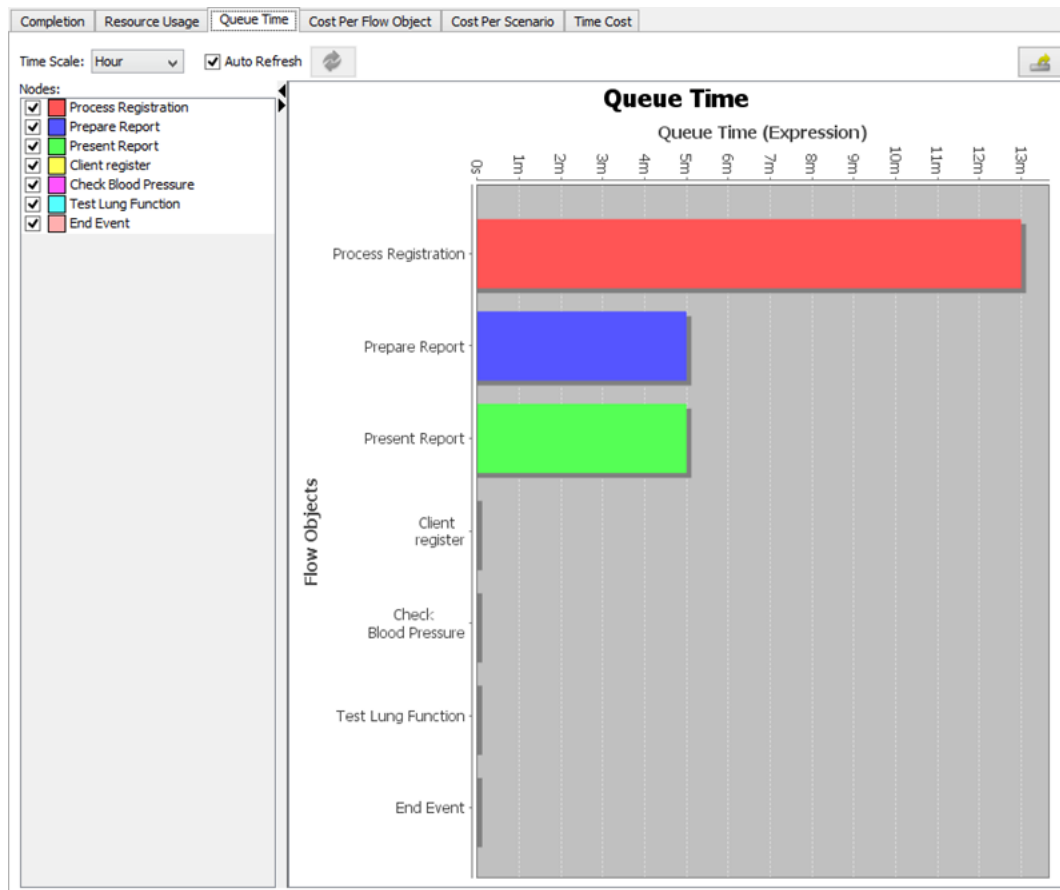 Completion Resource Usage Queue Time Cost Per Flow Object Cost Per Scenario Time Cost
Time Scale: Hour Auto Refresh
Nodes:
Process Registration
Prepare Report
Present Report
Client register
Check Blood Pressure
Test Lung Function
End Event
Queue Time
Queue Time (Expression)
0s 1m 2m 3m 4m 5m 6m 7m 8m 9m 10m 11m 12m 13m
Flow Objects
Process Registration
Prepare Report
Present Report
Client
register
Check
Blood Pressure
Test Lung Function
End Event